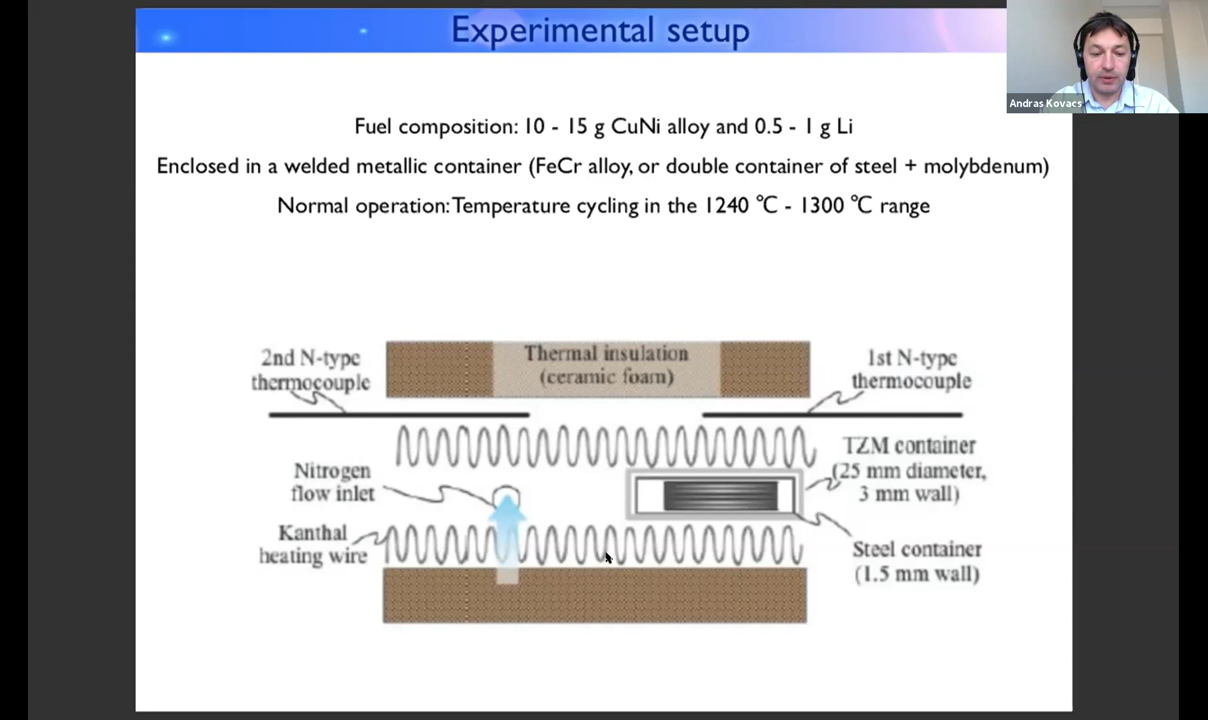 Experimental setup
Andras Kovacs
Fuel composition: 10 - 15 g CuNi alloy and 0.5 - 1 g Li
Enclosed in a welded metallic container (FeCr alloy, or double container of steel + molybdenum)
Normal operation: Temperature cycling in the 1240 °C - 1300 °C range
2nd N-type
thermocouple
Thermal insulation
(ceramic foam)
1st N-type
thermocouple
Nitrogen
flow inlet
TZM container
(25 mm diameter,
3 mm wall)
Kanthal
heating wire
Steel container
(1.5 mm wall)